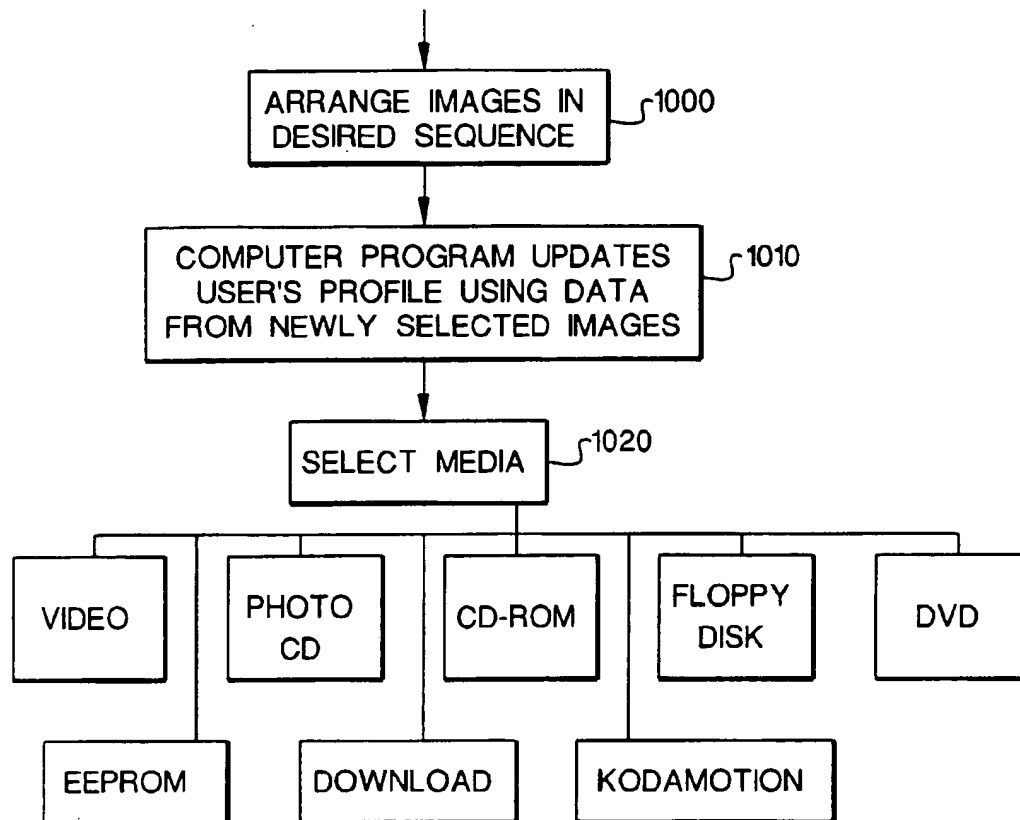 ARRANGE IMAGES IN
DESIRED SEQUENCE
1000
COMPUTER PROGRAM UPDATES
USER'S PROFILE USING DATA
FROM NEWLY SELECTED IMAGES
1010
SELECT MEDIA
1020
VIDEO
PHOTO
CD
CD-ROM
FLOPPY
DISK
DVD
EEPROM
DOWNLOAD
KODAMOTION